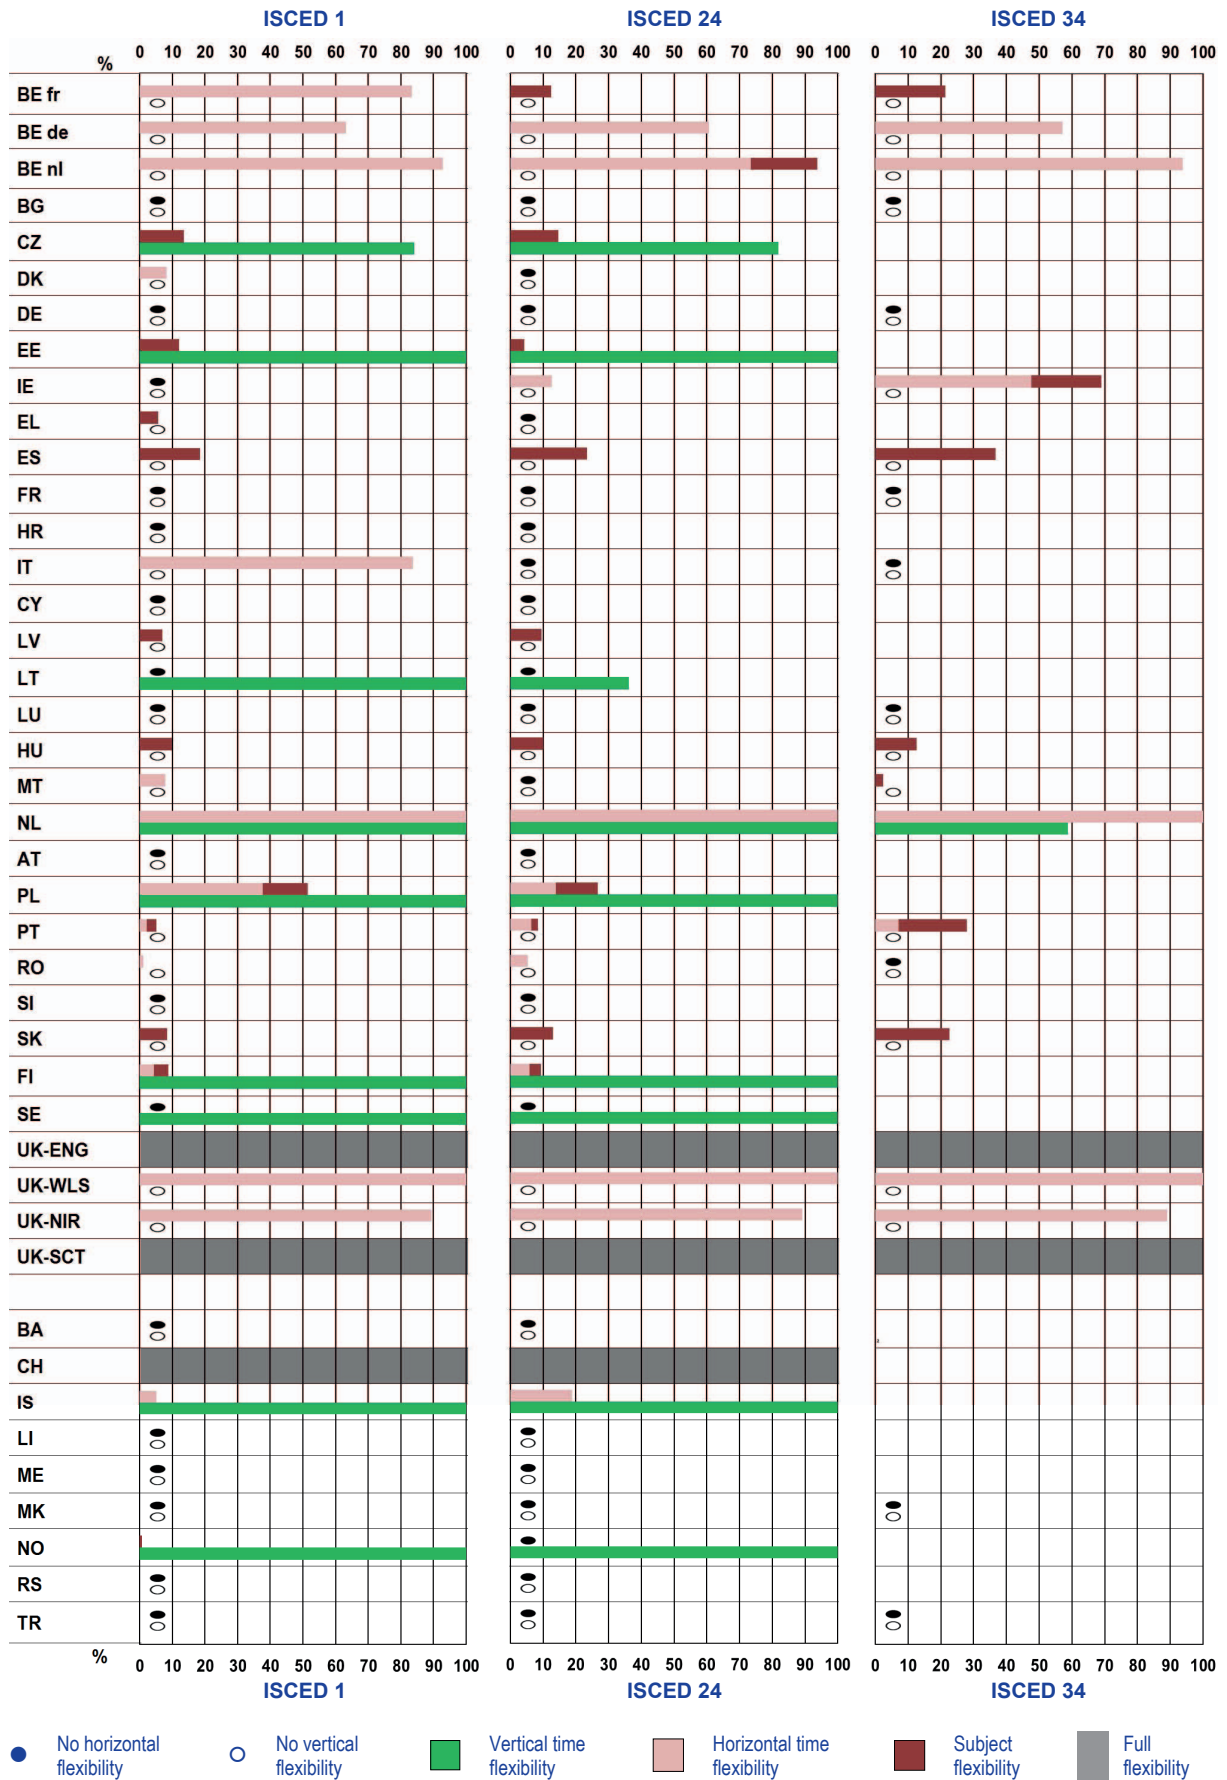 ISCED 1 ISCED 24 ISCED 34
% 0 10 20 30 40 50 60 70 80 90 100 0 10 20 30 40 50 60 70 80 90 100 0 10 20 30 40 50 60 70 80 90 100
BE fr
BE de
BE nl
BG
CZ
DK
DE
EE
IE
EL
ES
FR
HR
IT
CY
LV
LT
LU
HU
MT
NL
AT
PL
PT
RO
SI
SK
FI
SE
UK-ENG
UK-WLS
UK-NIR
UK-SCT
BA
CH
IS
LI
ME
MK
NO
RS
TR
% 0 10 20 30 40 50 60 70 80 90 100 0 10 20 30 40 50 60 70 80 90 100 0 10 20 30 40 50 60 70 80 90 100
ISCED 1 ISCED 24 ISCED 34
No horizontal
flexibility
No vertical
flexibility
Vertical time
flexibility
Horizontal time
flexibility
Subject
flexibility
Full
flexibility